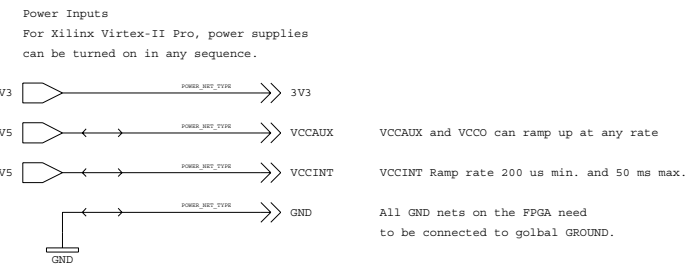 Power Inputs
For Xilinx Virtex-II Pro, power supplies
can be turned on in any sequence.
V3 POWER_NET_TYPE 3V3
V5 POWER_NET_TYPE VCCAUX VCCAUX and VCCO can ramp up at any rate
V5 POWER_NET_TYPE VCCINT VCCINT Ramp rate 200 us min. and 50 ms max.
POWER_NET_TYPE GND All GND nets on the FPGA need
to be connected to golbal GROUND.
GND